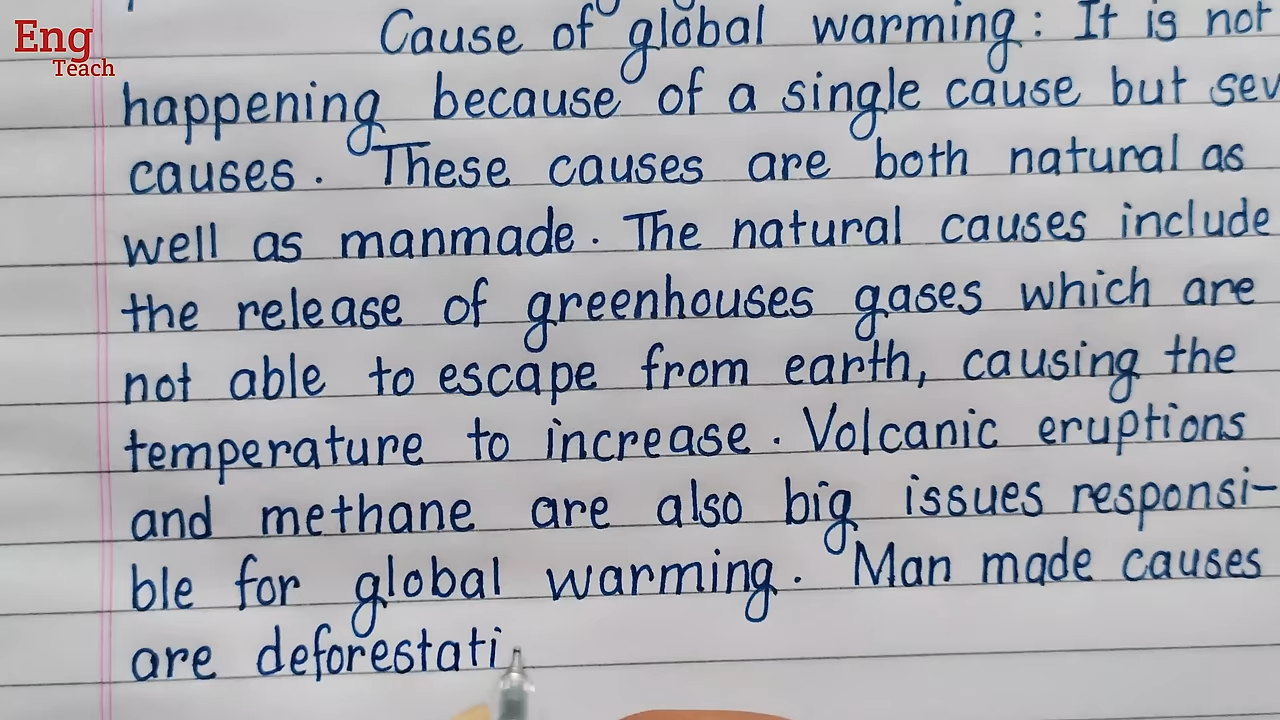 Eng
Teach
Cause of global warming: It is not
happening because of a single cause but sev
causes. These causes are both natural as
well as manmade. The natural causes include
the release of greenhouses gases which are
not able to escape from earth, causing the
temperature to increase. Volcanic eruptions
and methane are also big issues responsi-
ble for global warming. Man made causes
are deforestati